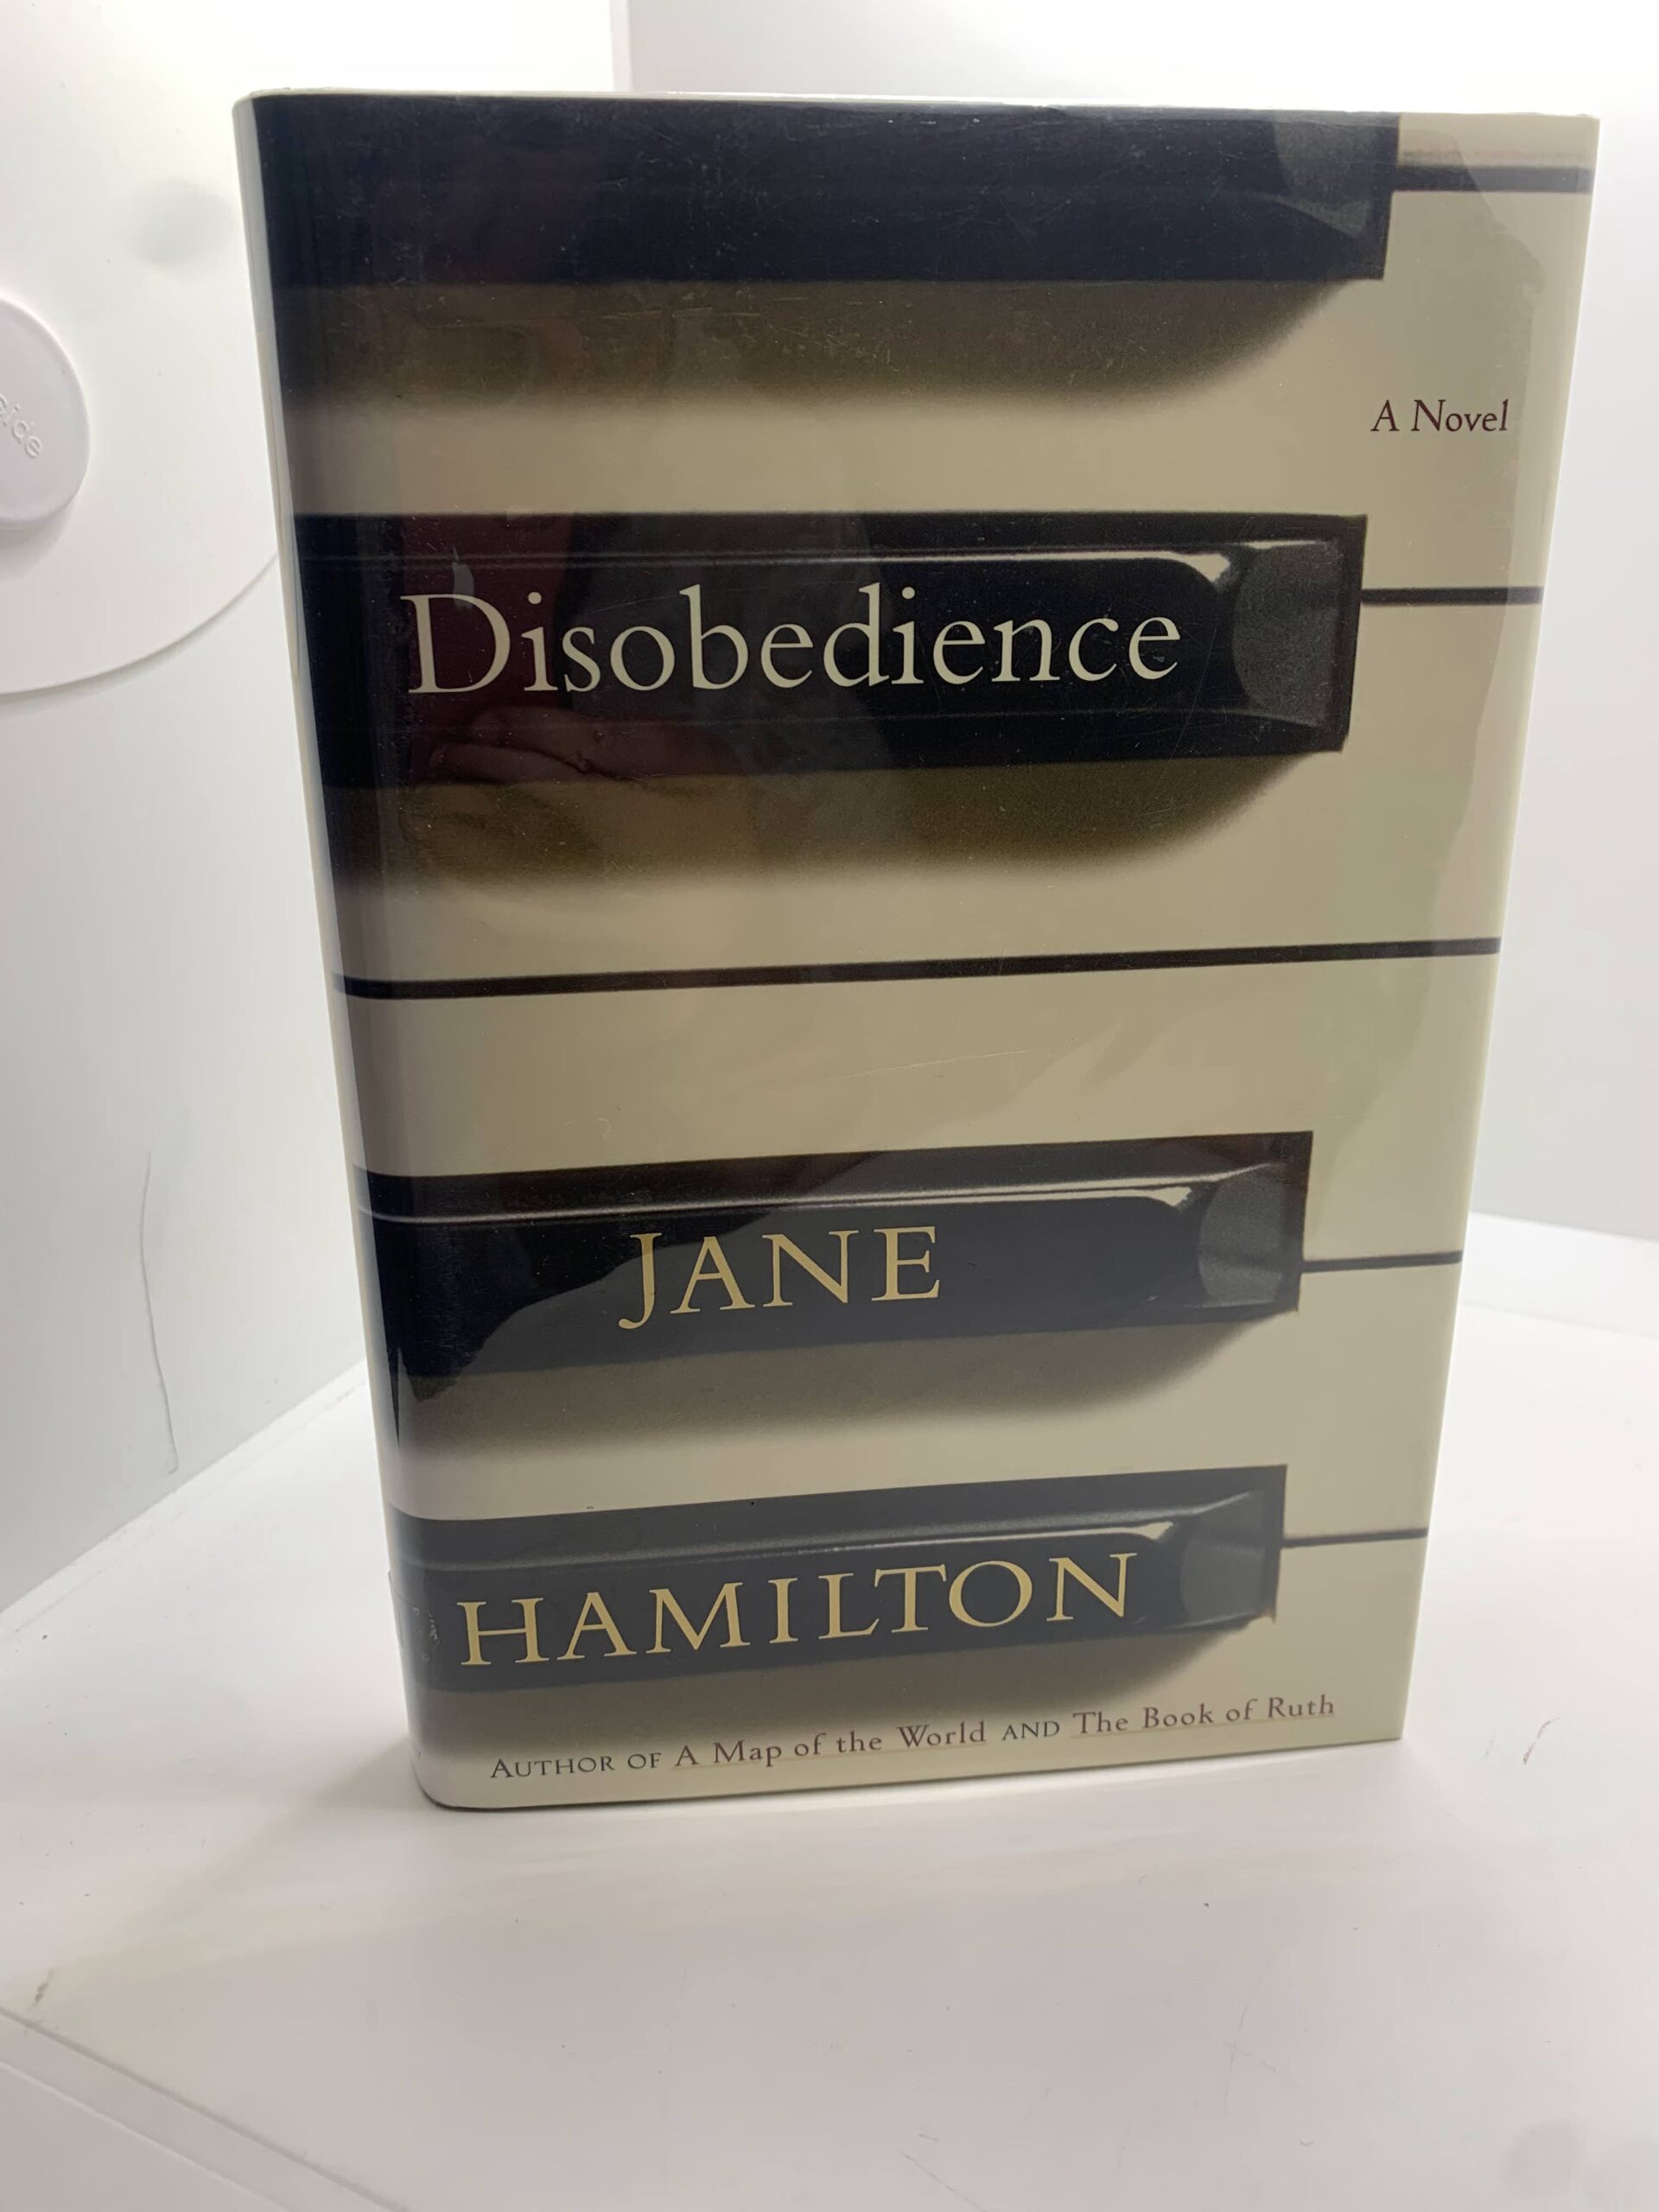 A Novel
Disobedience
JANE
HAMILTON
AUTHOR OF A Map of the World AND The Book of Ruth